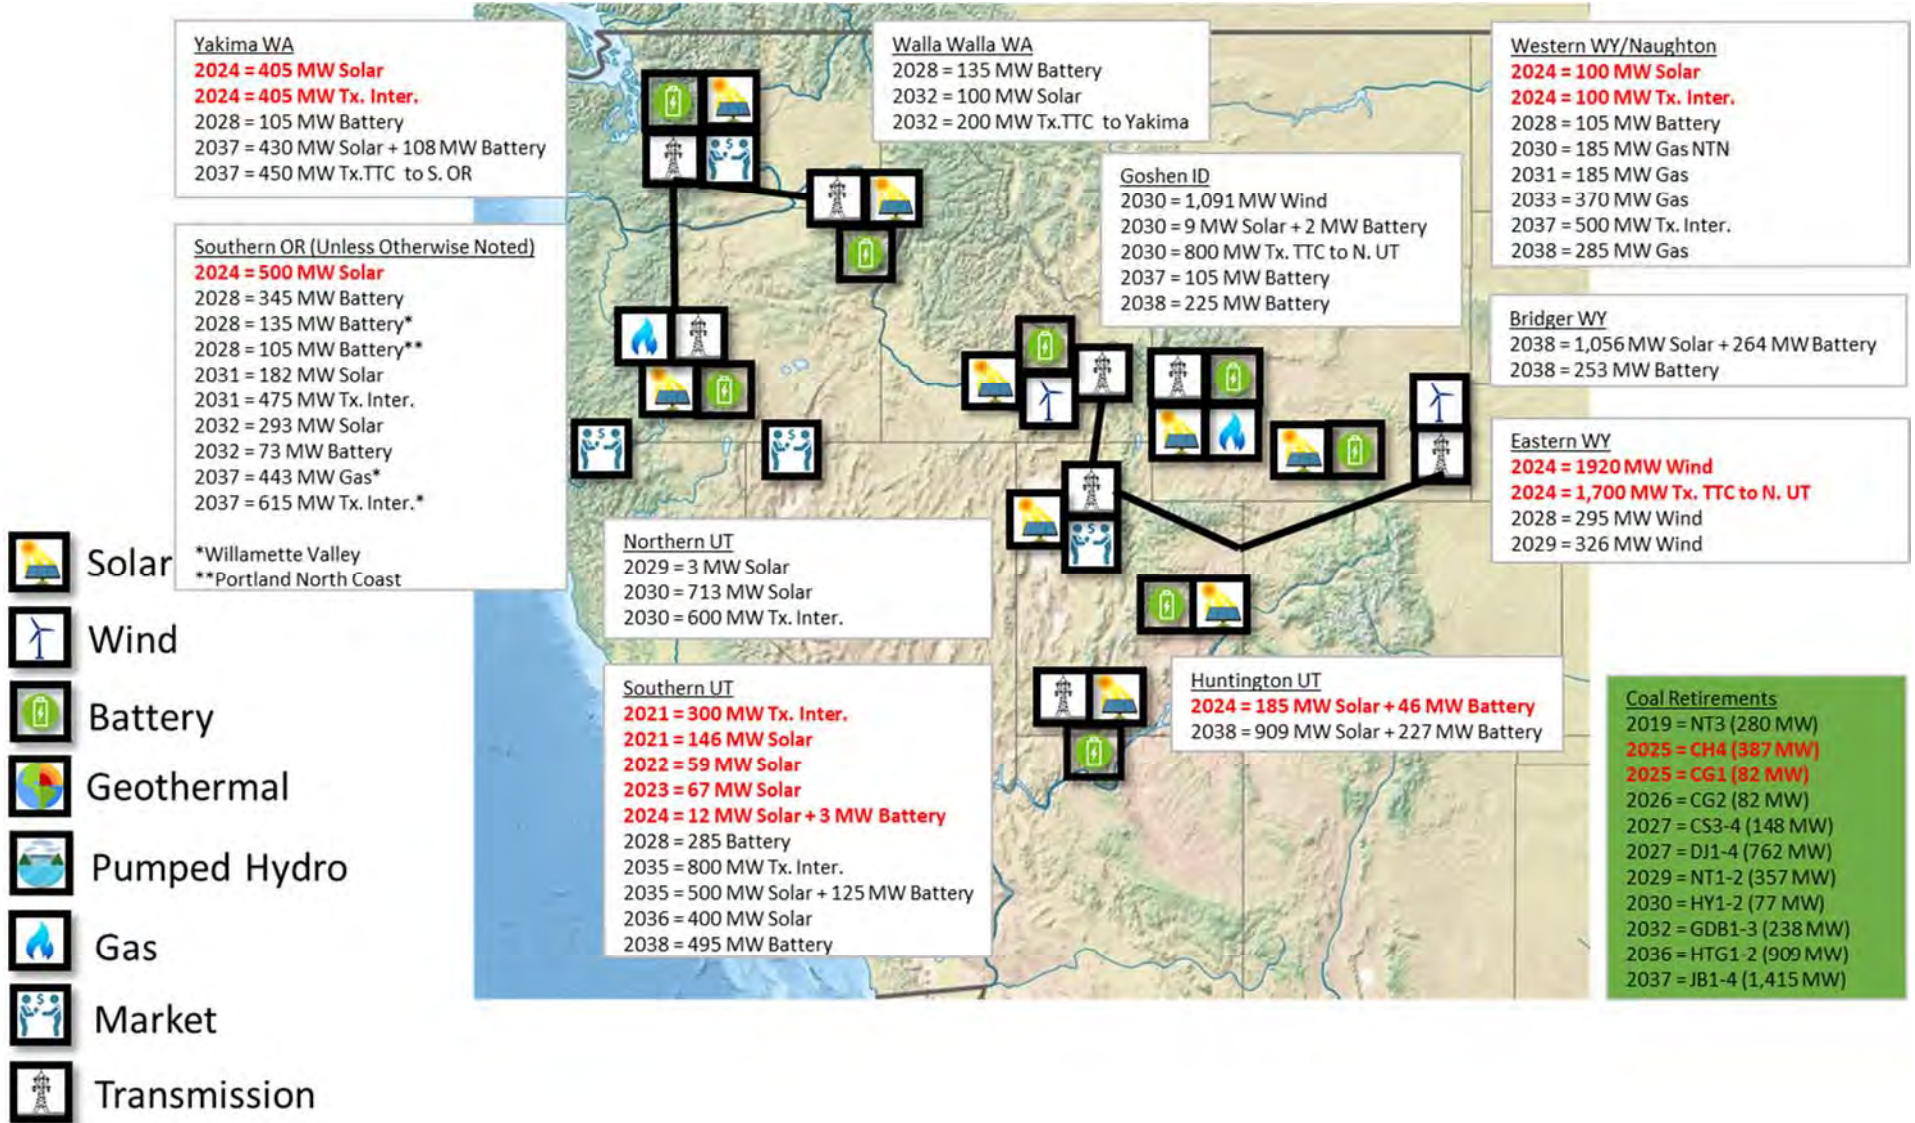 Yakima WA
2024 = 405 MW Solar
2024 = 405 MW Tx. Inter.
2028 = 105 MW Battery
2037 = 430 MW Solar + 108 MW Battery
2037 = 450 MW Tx.TTC to S. OR
Walla Walla WA
2028 = 135 MW Battery
2032 = 100 MW Solar
2032 = 200 MW Tx.TTC to Yakima
Western WY/Naughton
2024 = 100 MW Solar
2024 = 100 MW Tx. Inter.
2028 = 105 MW Battery
2030 = 185 MW Gas NTN
2031 = 185 MW Gas
2033 = 370 MW Gas
2037 = 500 MW Tx. Inter.
2038 = 285 MW Gas
Goshen ID
2030 = 1,091 MW Wind
2030 = 9 MW Solar + 2 MW Battery
2030 = 800 MW Tx. TTC to N. UT
2037 = 105 MW Battery
2038 = 225 MW Battery
Southern OR (Unless Otherwise Noted)
2024 = 500 MW Solar
2028 = 345 MW Battery
2028 = 135 MW Battery*
2028 = 105 MW Battery**
2031 = 182 MW Solar
2031 = 475 MW Tx. Inter.
2032 = 293 MW Solar
2032 = 73 MW Battery
2037 = 443 MW Gas*
2037 = 615 MW Tx. Inter.*
*Willamette Valley
**Portland North Coast
Bridger WY
2038 = 1,056 MW Solar + 264 MW Battery
2038 = 253 MW Battery
Eastern WY
2024 = 1920 MW Wind
2024 = 1,700 MW Tx. TTC to N. UT
2028 = 295 MW Wind
2029 = 326 MW Wind
Northern UT
2029 = 3 MW Solar
2030 = 713 MW Solar
2030 = 600 MW Tx. Inter.
Southern UT
2021 = 300 MW Tx. Inter.
2021 = 146 MW Solar
2022 = 59 MW Solar
2023 = 67 MW Solar
2024 = 12 MW Solar + 3 MW Battery
2028 = 285 Battery
2035 = 800 MW Tx. Inter.
2035 = 500 MW Solar + 125 MW Battery
2036 = 400 MW Solar
2038 = 495 MW Battery
Huntington UT
2024 = 185 MW Solar + 46 MW Battery
2038 = 909 MW Solar + 227 MW Battery
Coal Retirements
2019 = NT3 (280 MW)
2025 = CH4 (387 MW)
2025 = CG1 (82 MW)
2026 = CG2 (82 MW)
2027 = CS3-4 (148 MW)
2027 = DJ1-4 (762 MW)
2029 = NT1-2 (357 MW)
2030 = HY1-2 (77 MW)
2032 = GDB1-3 (238 MW)
2036 = HTG1-2 (909 MW)
2037 = JB1-4 (1,415 MW)
Solar
Wind
Battery
Geothermal
Pumped Hydro
Gas
Market
Transmission